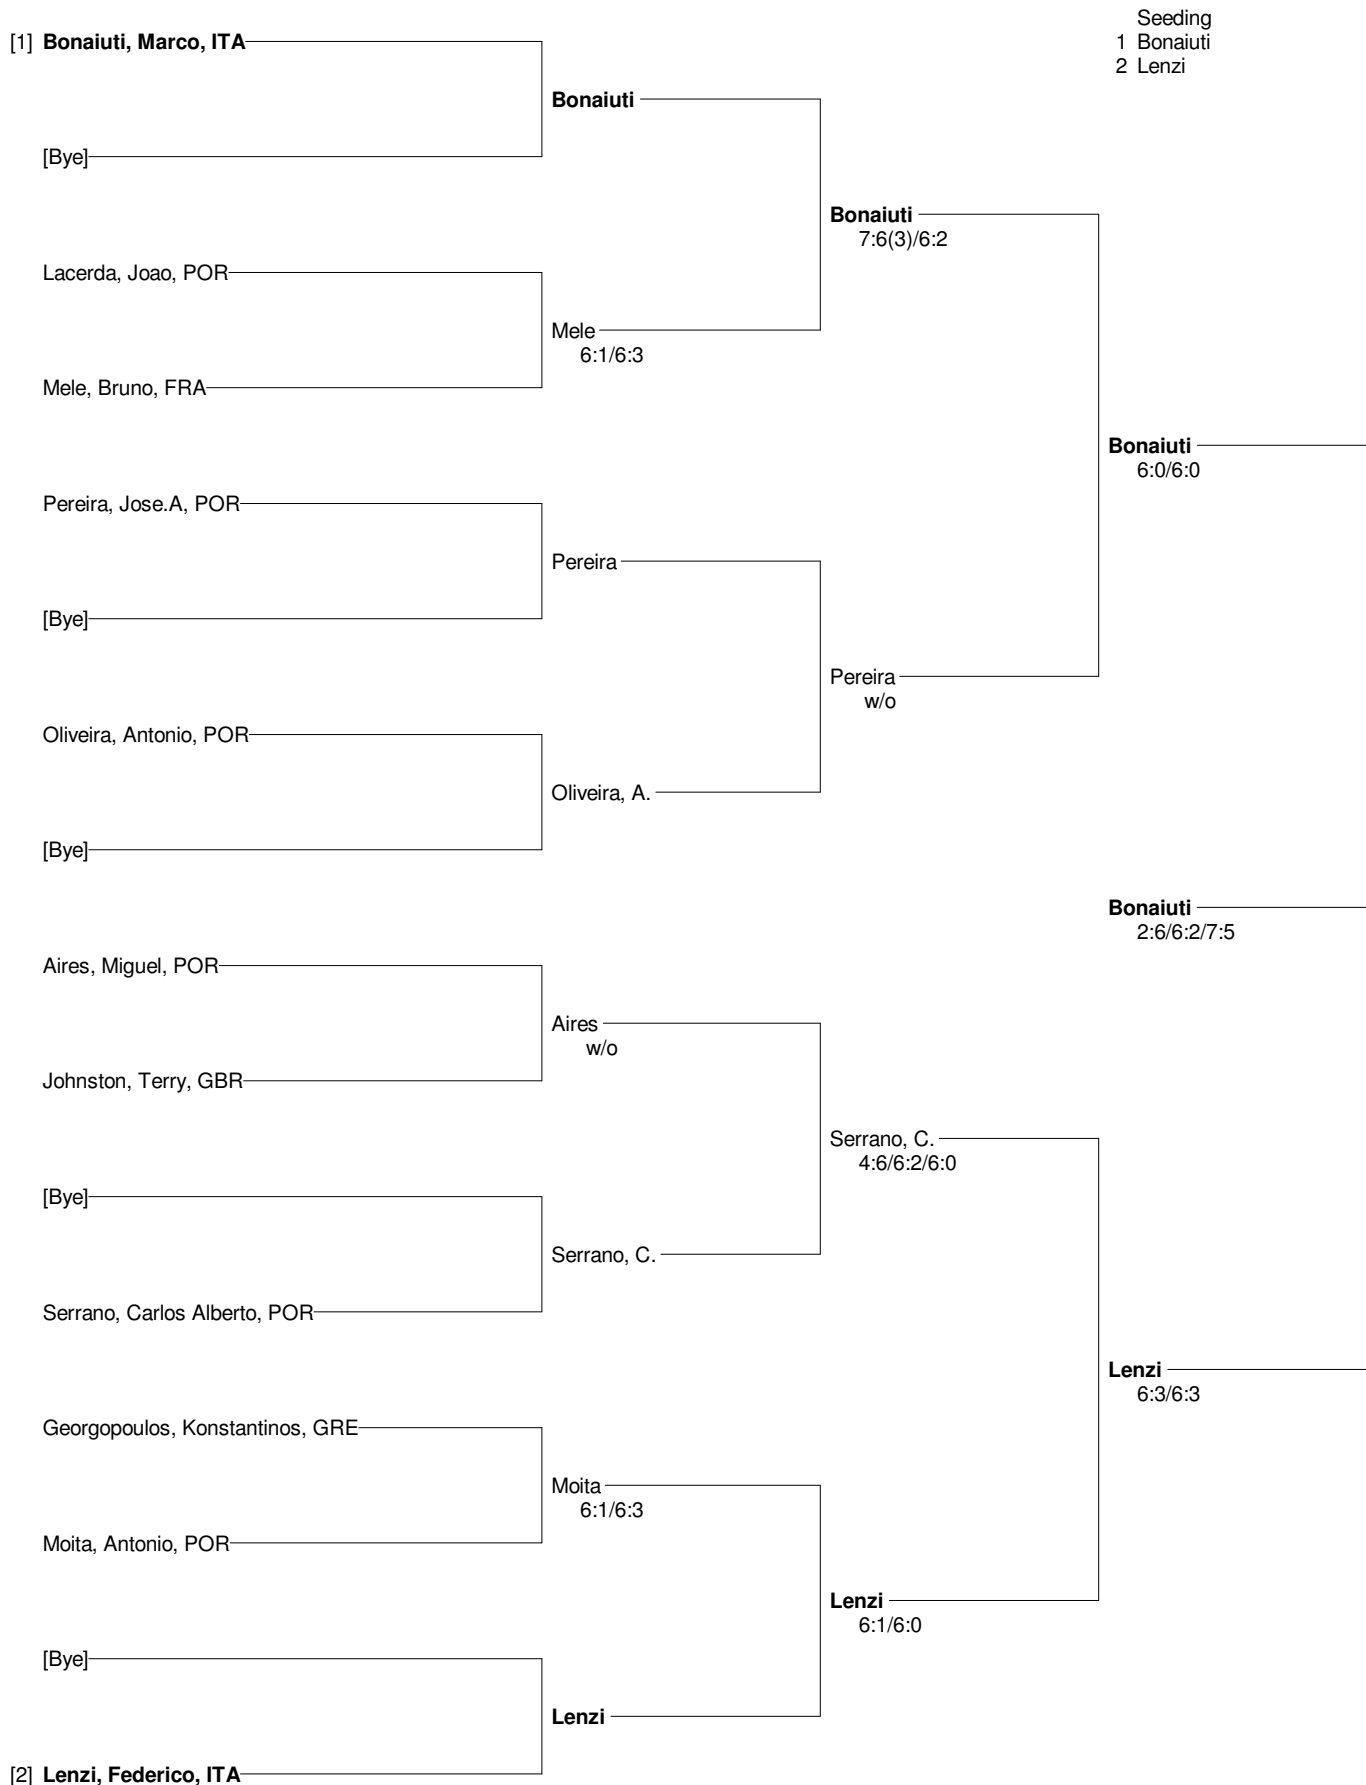 Seeding
1 Bonaiuti
2 Lenzi
[1] Bonaiuti, Marco, ITA
Bonaiuti
[Bye]
Bonaiuti
7:6(3)/6:2
Lacerda, Joao, POR
Mele
6:1/6:3
Mele, Bruno, FRA
Bonaiuti
6:0/6:0
Pereira, Jose.A, POR
Pereira
[Bye]
Pereira
w/o
Oliveira, Antonio, POR
Oliveira, A.
[Bye]
Bonaiuti
2:6/6:2/7:5
Aires, Miguel, POR
Aires
w/o
Johnston, Terry, GBR
Serrano, C.
4:6/6:2/6:0
[Bye]
Serrano, C.
Serrano, Carlos Alberto, POR
Lenzi
6:3/6:3
Georgopoulos, Konstantinos, GRE
Moita
6:1/6:3
Moita, Antonio, POR
Lenzi
6:1/6:0
[Bye]
Lenzi
[2] Lenzi, Federico, ITA